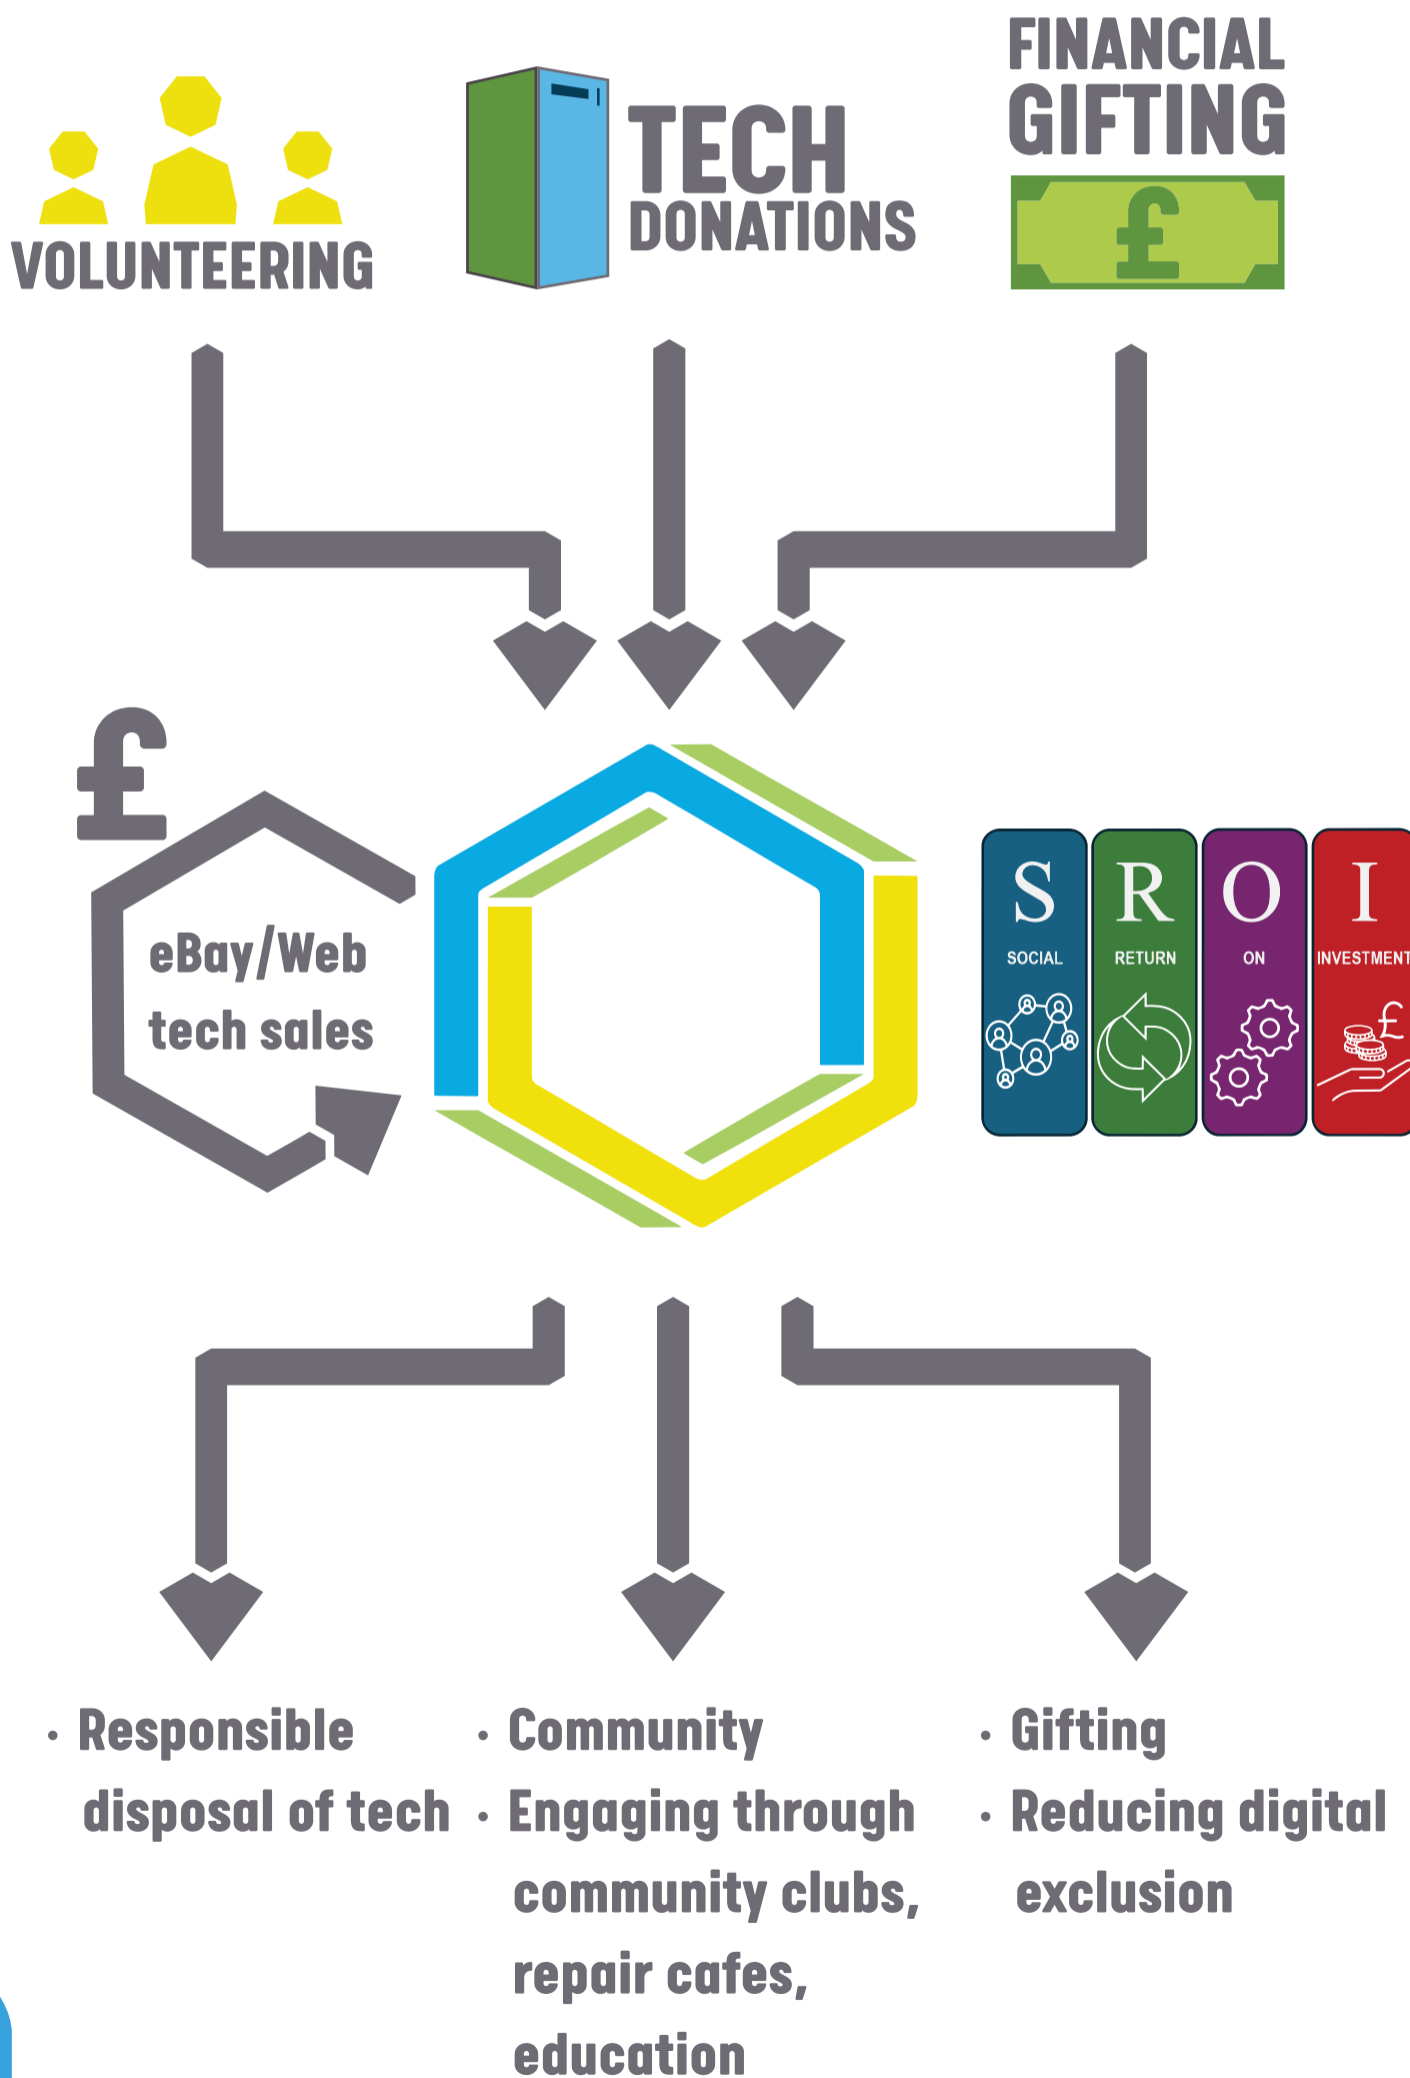 VOLUNTEERING
TECH
DONATIONS
FINANCIAL
GIFTING
£
£
eBay/Web
tech sales
S R O I
SOCIAL RETURN ON INVESTMENT
£
· Responsible
disposal of tech
· Community
· Engaging through
community clubs,
repair cafes,
education
· Gifting
· Reducing digital
exclusion